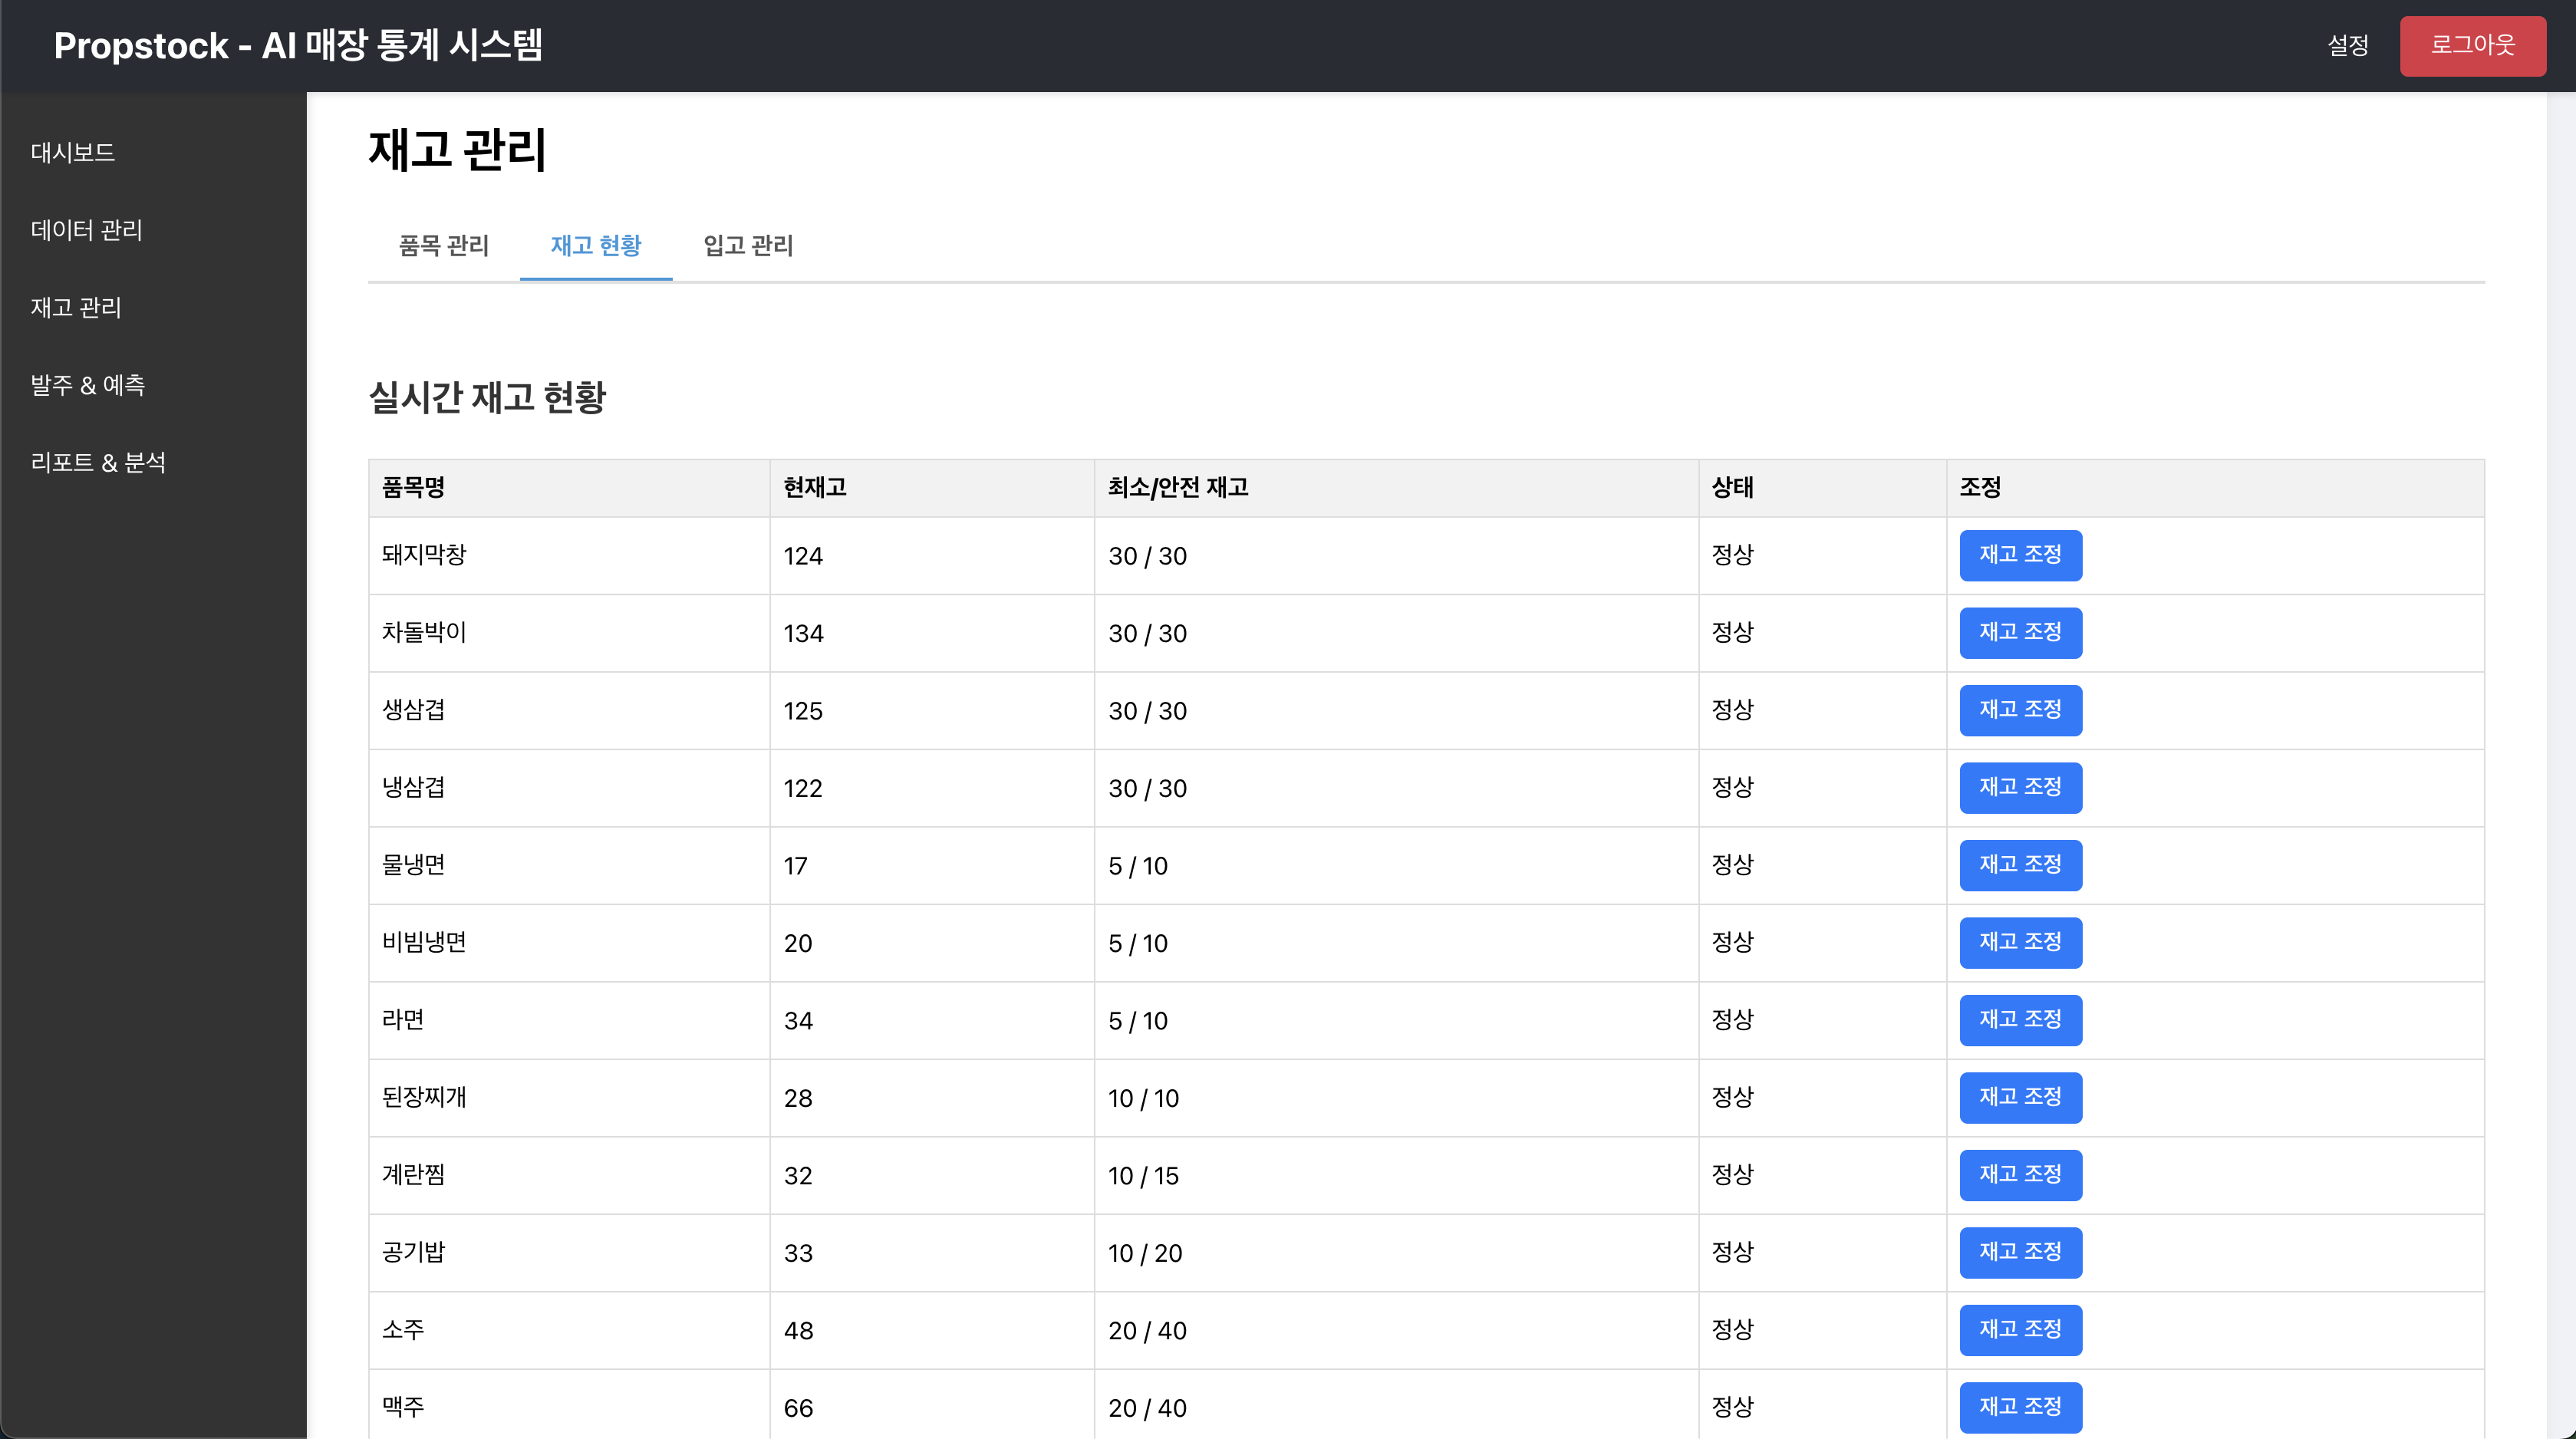 Propstock - AI 매장 통계 시스템
설정
로그아웃
대시보드
데이터 관리
재고 관리
발주 & 예측
리포트 & 분석
재고 관리
품목 관리 재고 현황 입고 관리
실시간 재고 현황
품목명 현재고 최소/안전 재고 상태 조정
돼지막창 124 30 / 30 정상 재고 조정
차돌박이 134 30 / 30 정상 재고 조정
생삼겹 125 30 / 30 정상 재고 조정
냉삼겹 122 30 / 30 정상 재고 조정
물냉면 17 5 / 10 정상 재고 조정
비빔냉면 20 5 / 10 정상 재고 조정
라면 34 5 / 10 정상 재고 조정
된장찌개 28 10 / 10 정상 재고 조정
계란찜 32 10 / 15 정상 재고 조정
공기밥 33 10 / 20 정상 재고 조정
소주 48 20 / 40 정상 재고 조정
맥주 66 20 / 40 정상 재고 조정